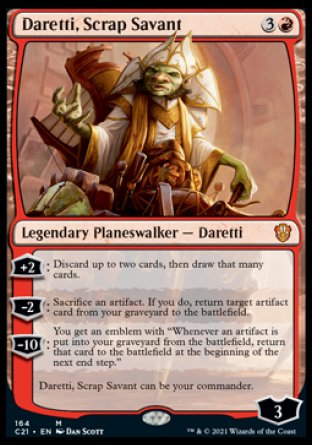 Daretti, Scrap Savant 3
Legendary Planeswalker — Daretti
+2 : Discard up to two cards, then draw that many
cards.
-2 : Sacrifice an artifact. If you do, return target artifact
card from your graveyard to the battlefield.
You get an emblem with “Whenever an artifact is
-10 : put into your graveyard from the battlefield, return
that card to the battlefield at the beginning of
the next end step.”
Daretti, Scrap Savant can be your commander.
3
164 M
C21 • EN Dan Scott
™ & © 2021 Wizards of the Coast